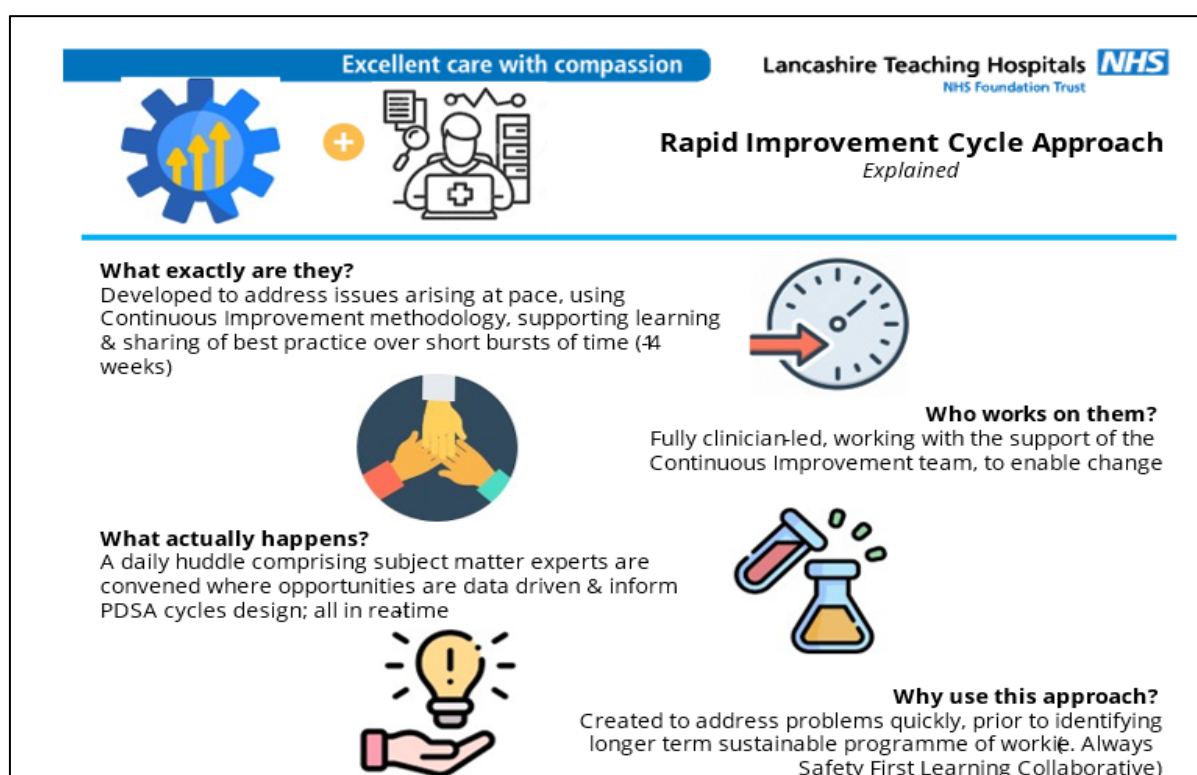 Excellent care with compassion
Lancashire Teaching Hospitals NHS
NHS Foundation Trust
Rapid Improvement Cycle Approach
Explained
What exactly are they?
Developed to address issues arising at pace, using
Continuous Improvement methodology, supporting learning
& sharing of best practice over short bursts of time (
weeks)
Who works on them?
Fully clinician-led, working with the support of the
Continuous Improvement team, to enable change
What actually happens?
A daily huddle comprising subject matter experts are
convened where opportunities are data driven & inform
PDSA cycles design; all in real-time
Why use this approach?
Created to address problems quickly, prior to identifying
longer term sustainable programme of work(ie. Always
Safety First Learning Collaborative)